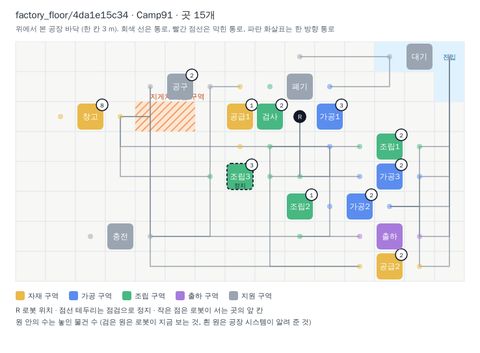 factory_floor/4da1e15c34 · Camp91 · 곳 15개
위에서 본 공장 바닥 (한 칸 3 m). 회색 선은 통로, 빨간 점선은 막힌 통로, 파란 화살표는 한 방향 통로
대기
진입
공구
2
구역
폐기
창고
8
공급1
1
검사
2
R
가공1
3
조립1
2
조립3
3
가공3
2
조립2
1
가공2
2
충전
출하
공급2
2
자재 구역
가공 구역
조립 구역
출하 구역
지원 구역
R 로봇 위치 · 점선 테두리는 점검으로 정지 · 작은 점은 로봇이 서는 곳의 앞 칸
원 안의 수는 놓인 물건 수 (검은 원은 로봇이 지금 보는 것, 흰 원은 공장 시스템이 알려 준 것)